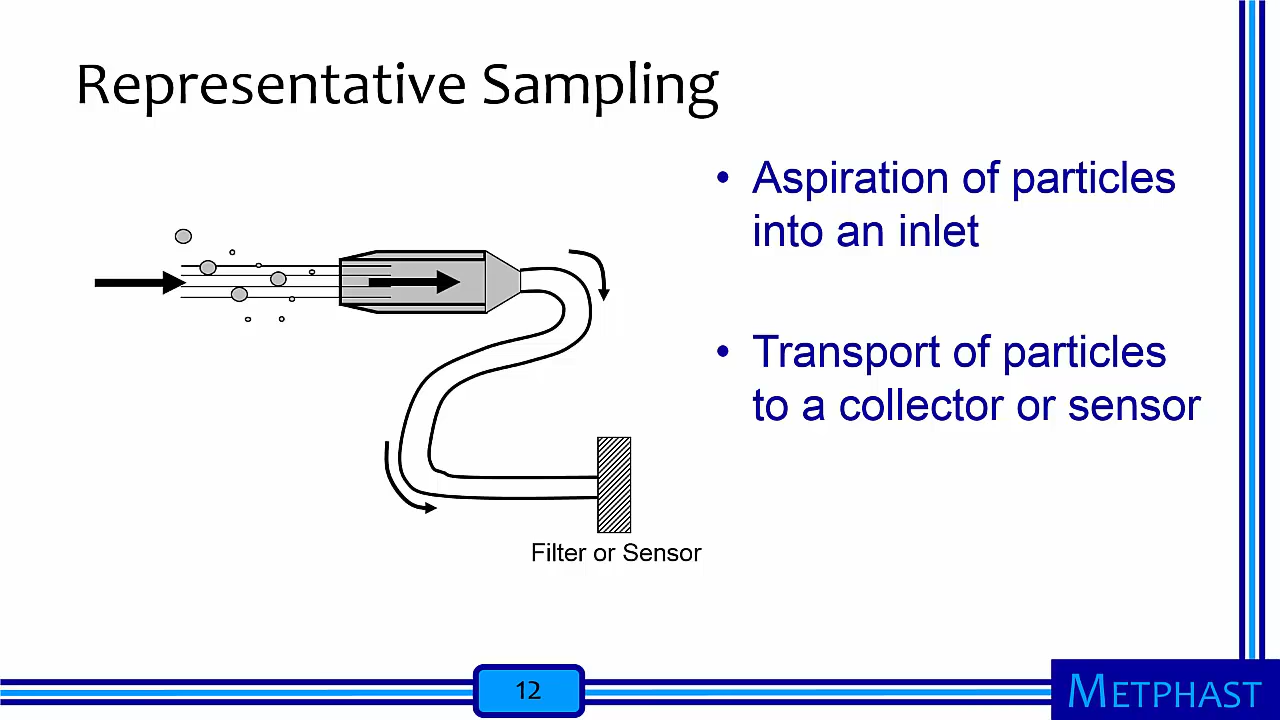 Representative Sampling
• Aspiration of particles
into an inlet
• Transport of particles
to a collector or sensor
Filter or Sensor
12
METPHAST